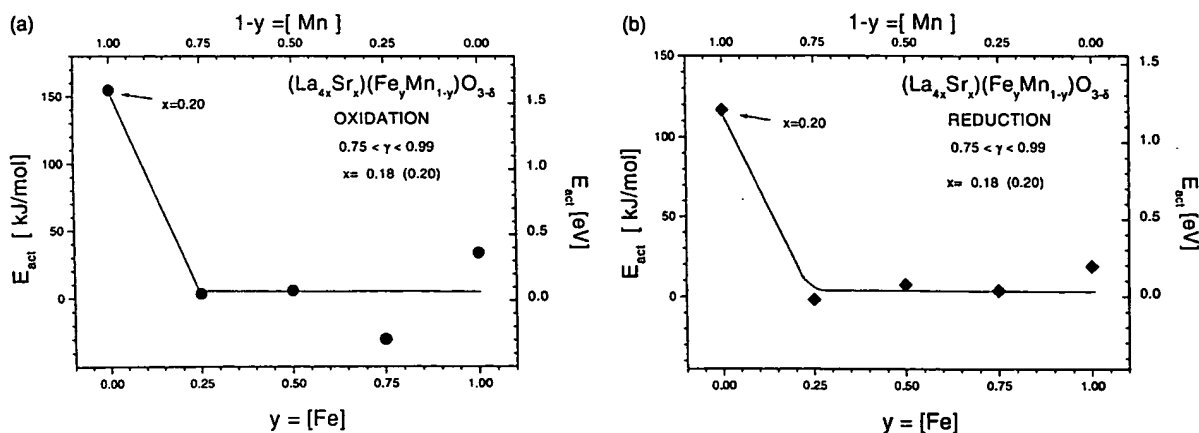 (a)
1-y =[ Mn ]
1.00 0.75 0.50 0.25 0.00
(La4xSrx)(FeyMn1-y)O3-δ
x=0.20
OXIDATION
0.75 < γ < 0.99
x= 0.18 (0.20)
Eact [ kJ/mol]
150
100
50
0
Eact [eV]
1.5
1.0
0.5
0.0
0.00 0.25 0.50 0.75 1.00
y = [Fe]
(b)
1-y =[ Mn ]
1.00 0.75 0.50 0.25 0.00
(La4xSrx)(FeyMn1-y)O3-δ
x=0.20
REDUCTION
0.75 < γ < 0.99
x= 0.18 (0.20)
Eact [ kJ/mol]
150
100
50
0
Eact [eV]
1.5
1.0
0.5
0.0
0.00 0.25 0.50 0.75 1.00
y = [Fe]